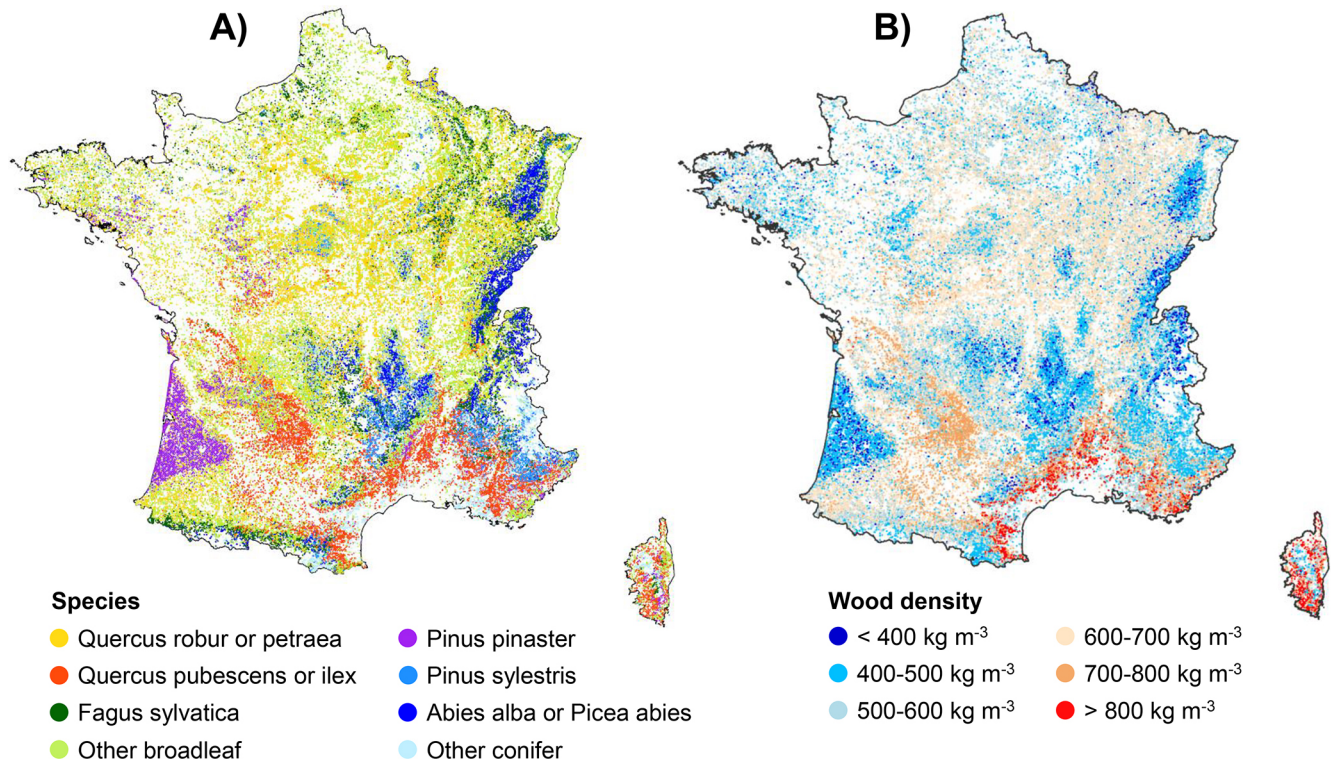 A)
B)
Species
Quercus robur or petraea
Quercus pubescens or ilex
Fagus sylvatica
Other broadleaf
Pinus pinaster
Pinus sylestris
Abies alba or Picea abies
Other conifer
Wood density
< 400 kg m⁻³
400-500 kg m⁻³
500-600 kg m⁻³
600-700 kg m⁻³
700-800 kg m⁻³
> 800 kg m⁻³